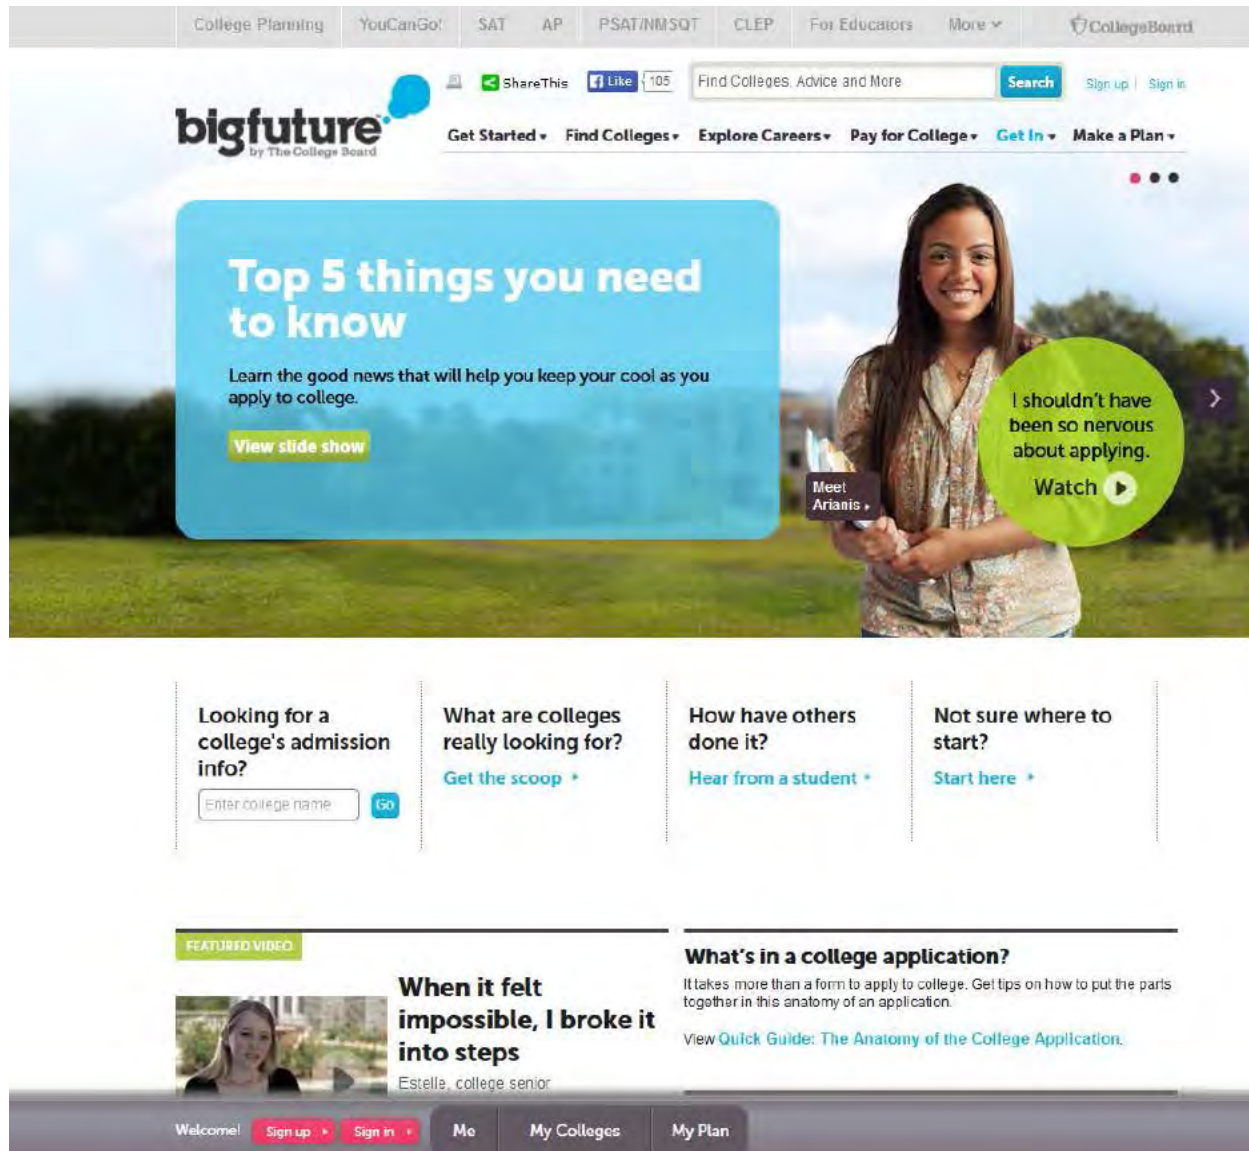 College Planning YouCanGo! SAT AP PSAT/NMSQT CLEP For Educators More CollegeBoard
ShareThis Like 105 Find Colleges, Advice and More Search Sign up Sign in
bigfuture
by The College Board
Get Started Find Colleges Explore Careers Pay for College Get In Make a Plan
Top 5 things you need
to know
Learn the good news that will help you keep your cool as you
apply to college.
View slide show
I shouldn't have
been so nervous
about applying.
Watch
Meet
Arianis
Looking for a
college's admission
info?
Enter college name Go
What are colleges
really looking for?
Get the scoop
How have others
done it?
Hear from a student
Not sure where to
start?
Start here
FEATURED VIDEO
When it felt
impossible, I broke it
into steps
Estelle, college senior
What's in a college application?
It takes more than a form to apply to college. Get tips on how to put the parts
together in this anatomy of an application.
View Quick Guide: The Anatomy of the College Application.
Welcome! Sign up Sign in Me My Colleges My Plan